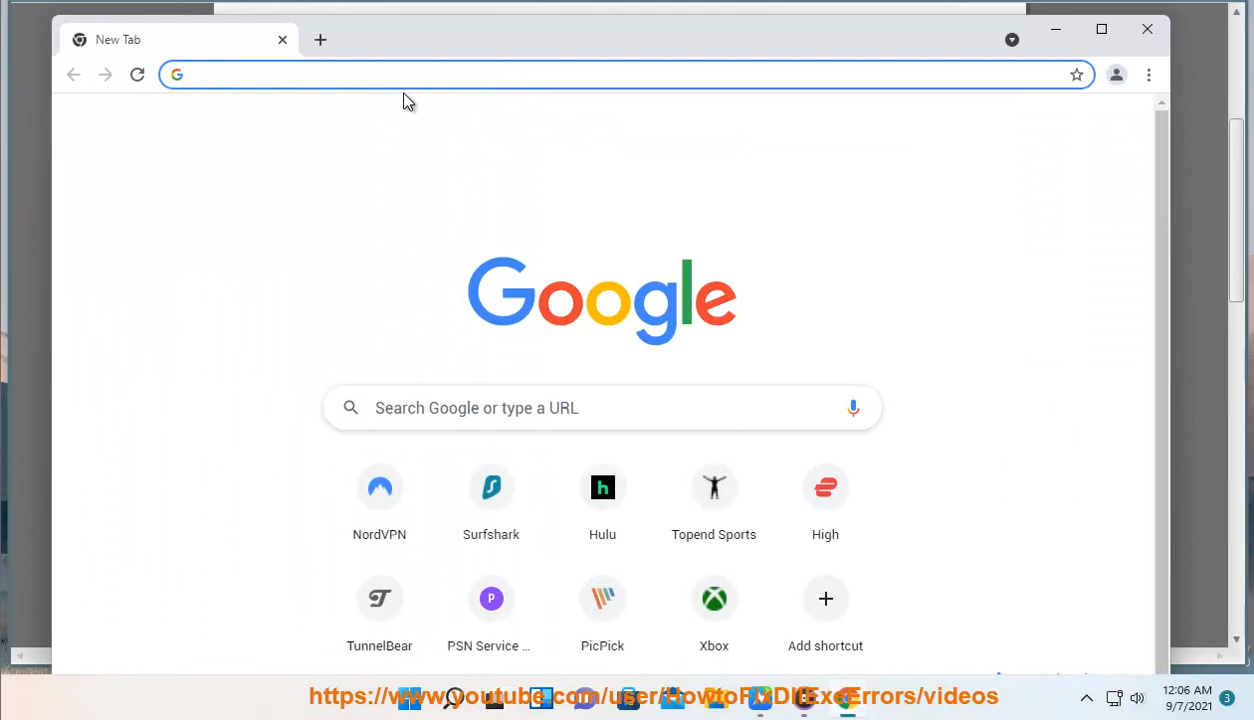 New Tab
Google
Search Google or type a URL
NordVPN
Surfshark
Hulu
Topend Sports
High
TunnelBear
PSN Service ...
PicPick
Xbox
Add shortcut
https://www.youtube.com/user/HowtoFixDllExeErrors/videos
12:06 AM
9/7/2021
3